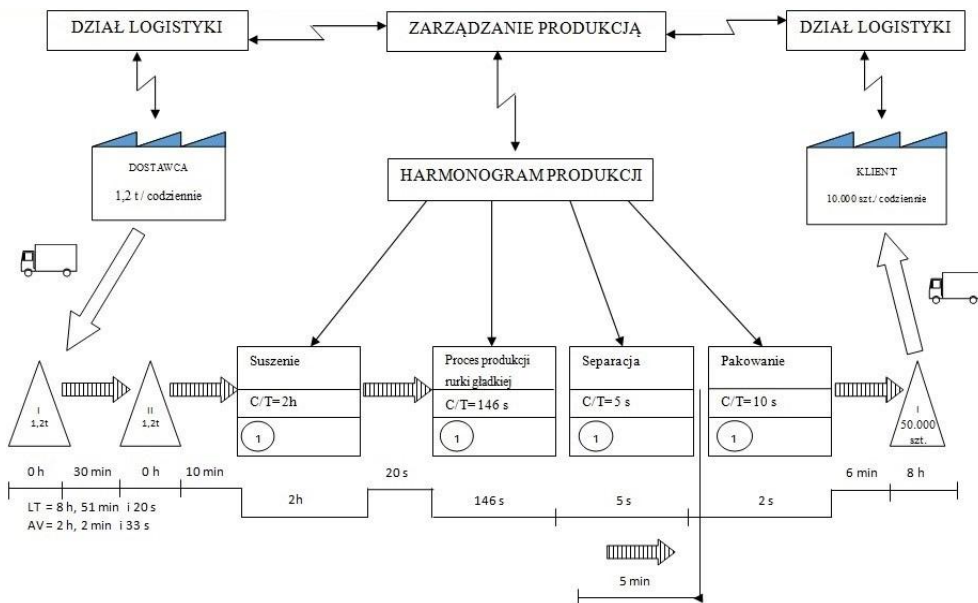 DZIAŁ LOGISTYKI
ZARZĄDZANIE PRODUKCJĄ
DZIAŁ LOGISTYKI
DOSTAWCA
1,2 t / codziennie
HARMONOGRAM PRODUKCJI
KLIENT
10.000 szt./ codziennie
I
1,2t
II
1,2t
Suszenie
C/T=2h
1
Proces produkcji
rurki gładkiej
C/T=146 s
1
Separacja
C/T=5 s
1
Pakowanie
C/T=10 s
1
I
50.000
szt.
0 h
30 min
0 h
10 min
2h
20 s
146 s
5 s
2 s
6 min
8 h
LT = 8 h, 51 min i 20 s
AV = 2 h, 2 min i 33 s
5 min